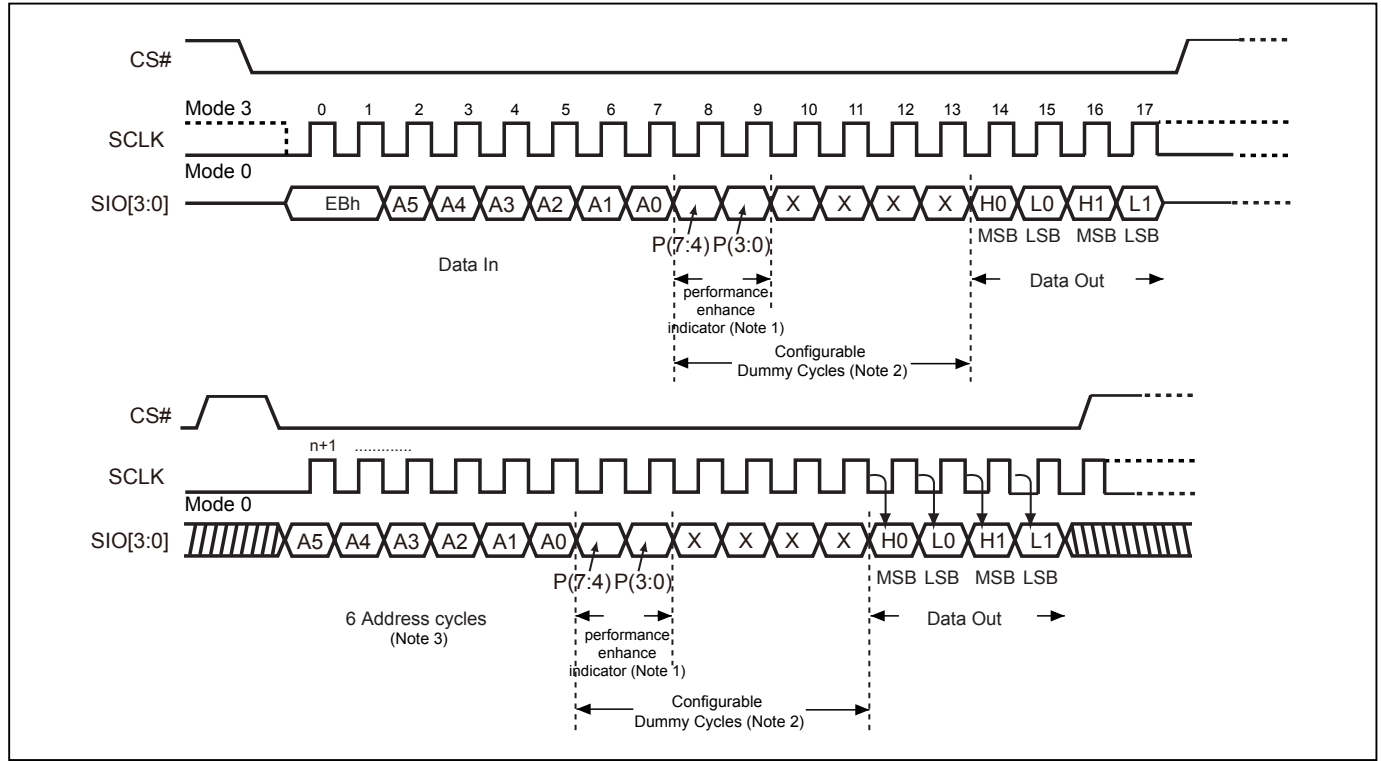 CS#
Mode 3
0 1 2 3 4 5 6 7 8 9 10 11 12 13 14 15 16 17
SCLK
Mode 0
SIO[3:0] EBh A5 A4 A3 A2 A1 A0 X X X X H0 L0 H1 L1
P(7:4) P(3:0) MSB LSB MSB LSB
Data In
Data Out
performance
enhance
indicator (Note 1)
Configurable
Dummy Cycles (Note 2)
CS#
n+1 .............
SCLK
Mode 0
SIO[3:0] A5 A4 A3 A2 A1 A0 X X X X H0 L0 H1 L1
P(7:4) P(3:0) MSB LSB MSB LSB
6 Address cycles
(Note 3)
Data Out
performance
enhance
indicator (Note 1)
Configurable
Dummy Cycles (Note 2)